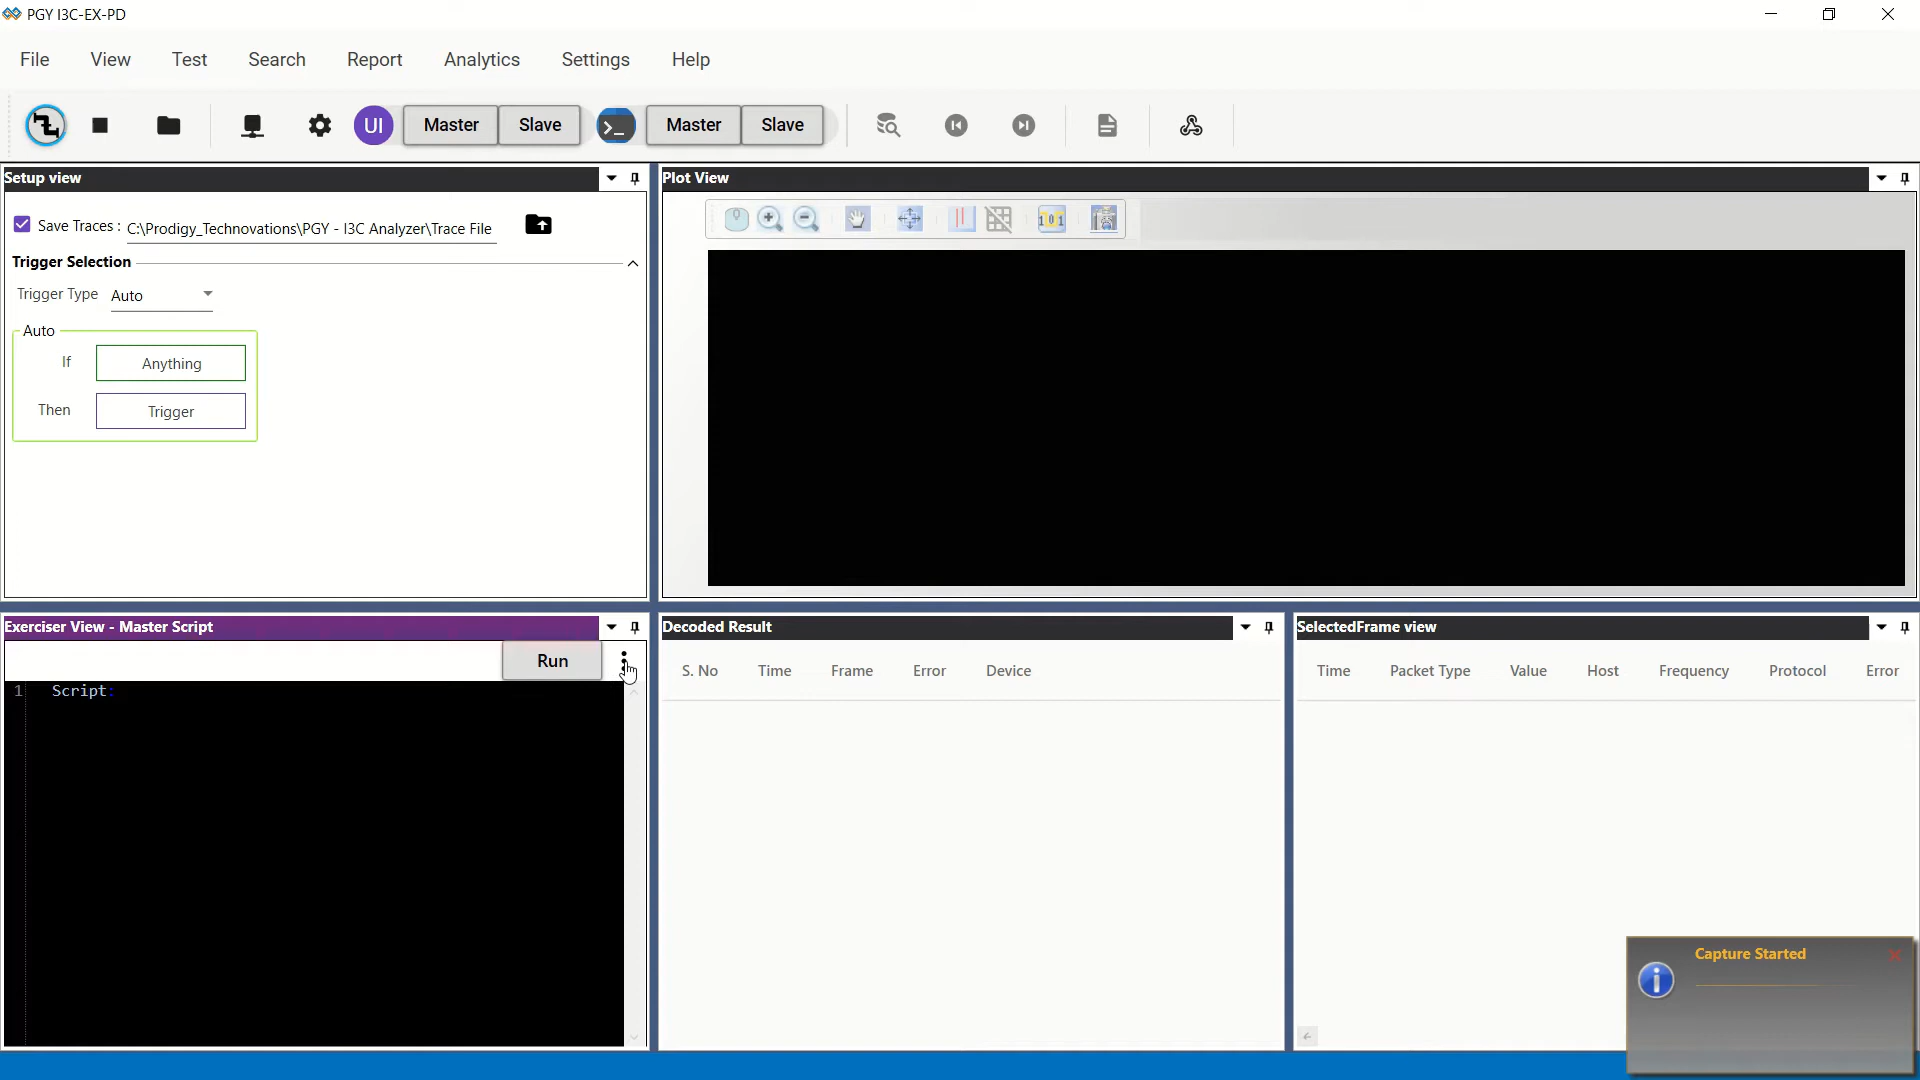 PGY I3C-EX-PD
File View Test Search Report Analytics Settings Help
UI Master Slave >_ Master Slave
Setup view
Save Traces : C:\Prodigy_Technovations\PGY - I3C Analyzer\Trace File
Trigger Selection
Trigger Type Auto
Auto
If Anything
Then Trigger
Plot View
101
Exerciser View - Master Script
Run
1 Script:
Decoded Result
S. No Time Frame Error Device
SelectedFrame view
Time Packet Type Value Host Frequency Protocol Error
Capture Started